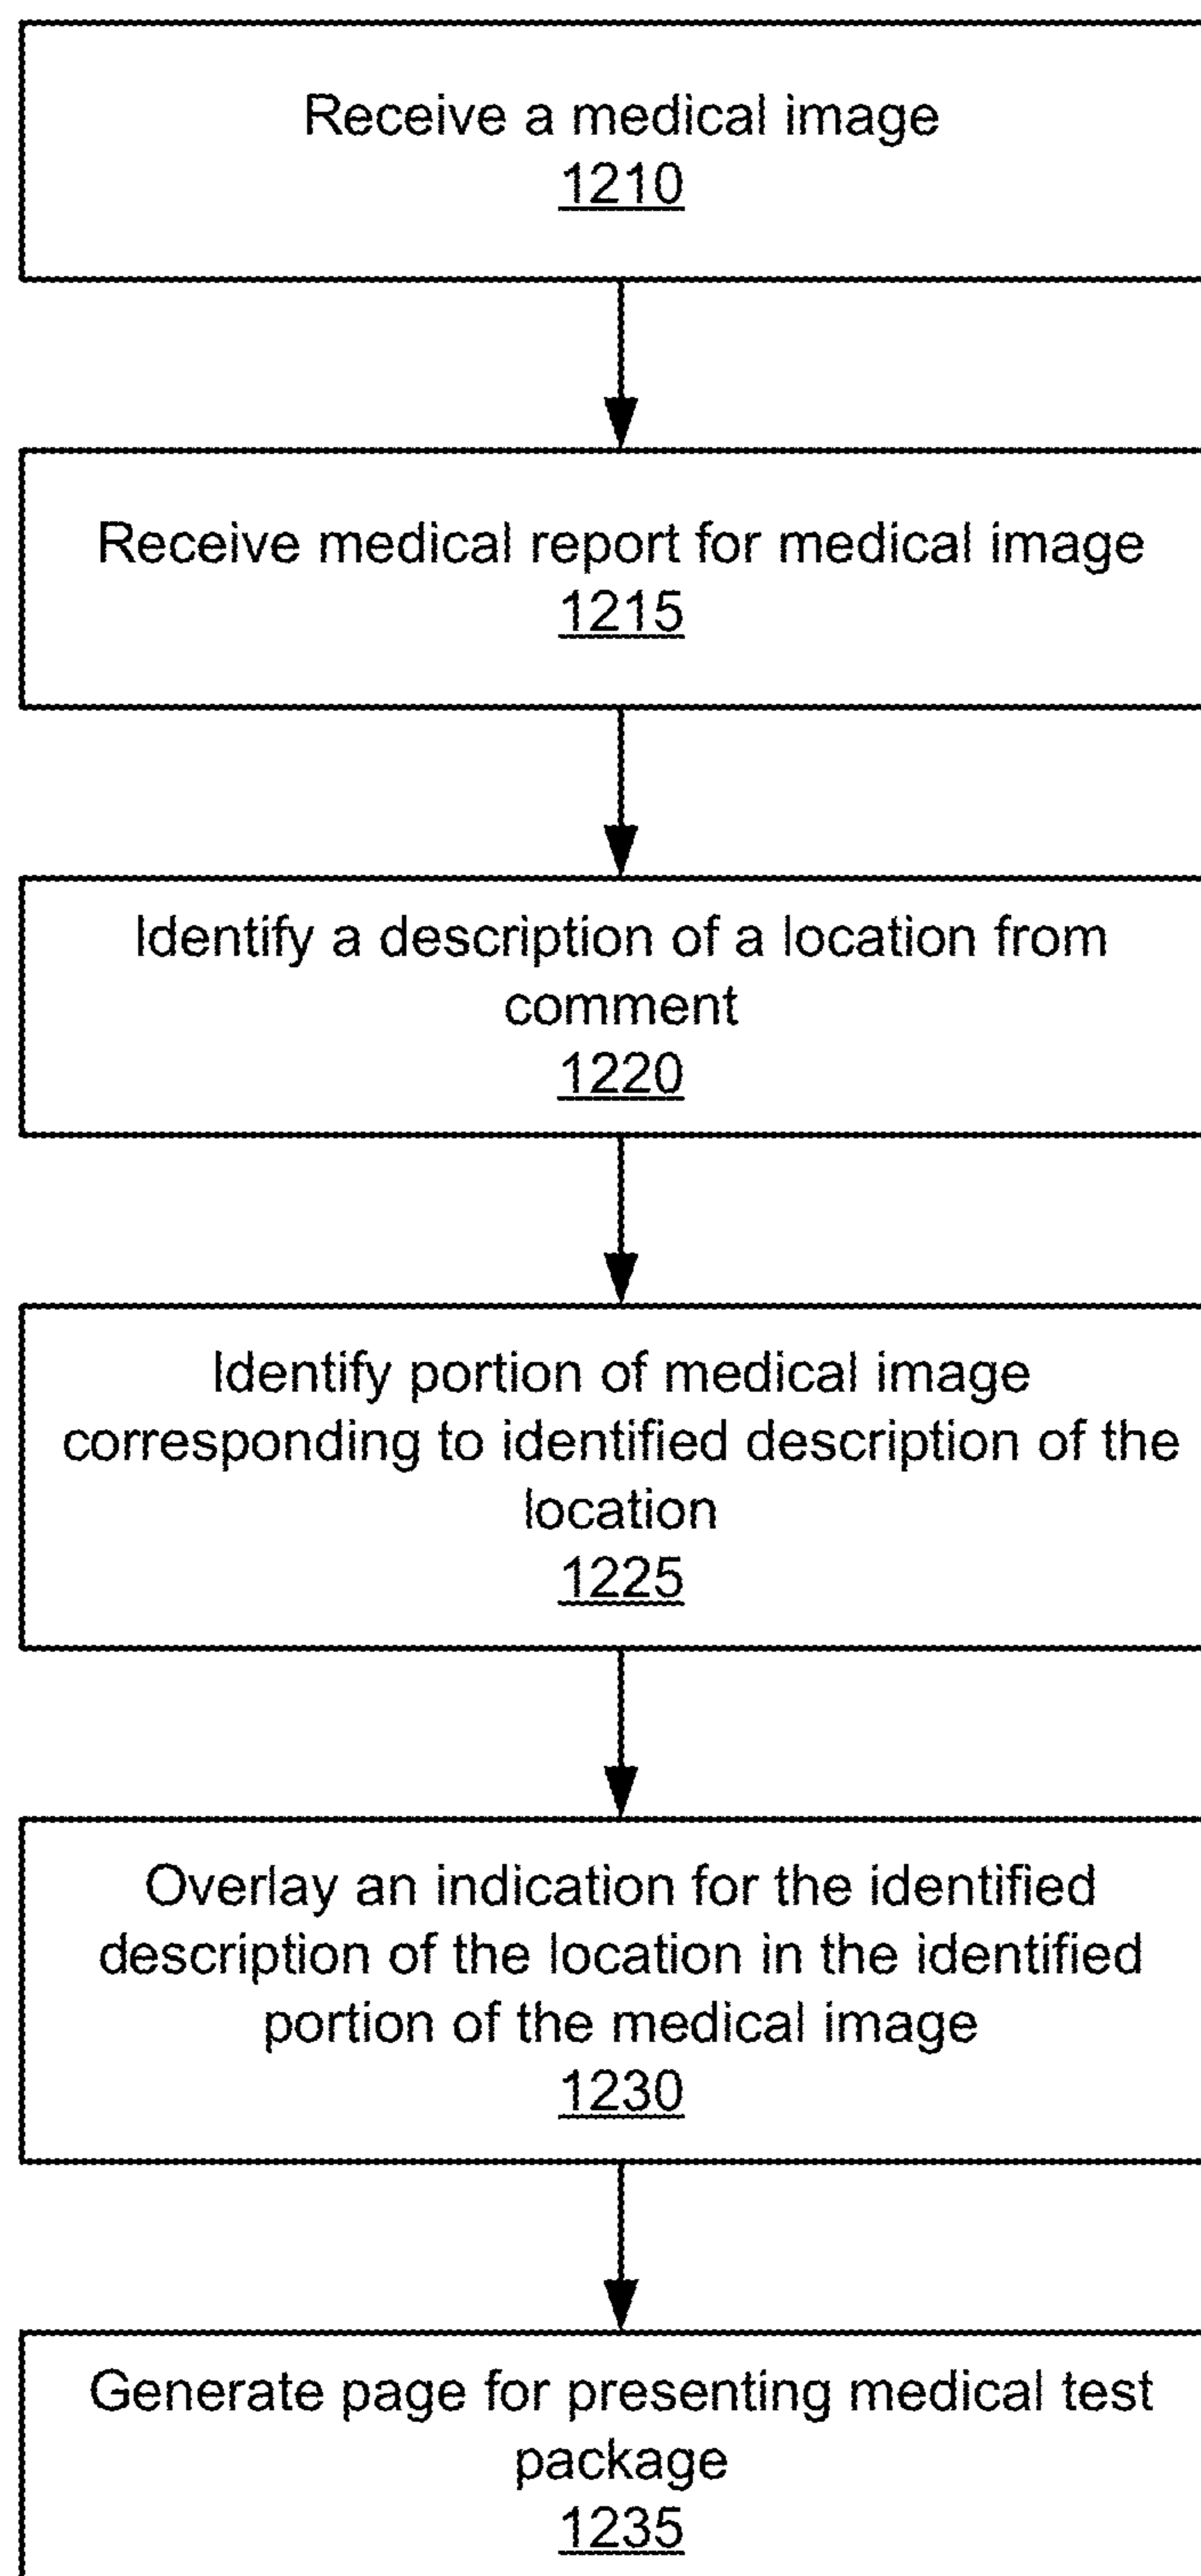 Receive a medical image
1210
Receive medical report for medical image
1215
Identify a description of a location from
comment
1220
Identify portion of medical image
corresponding to identified description of the
location
1225
Overlay an indication for the identified
description of the location in the identified
portion of the medical image
1230
Generate page for presenting medical test
package
1235